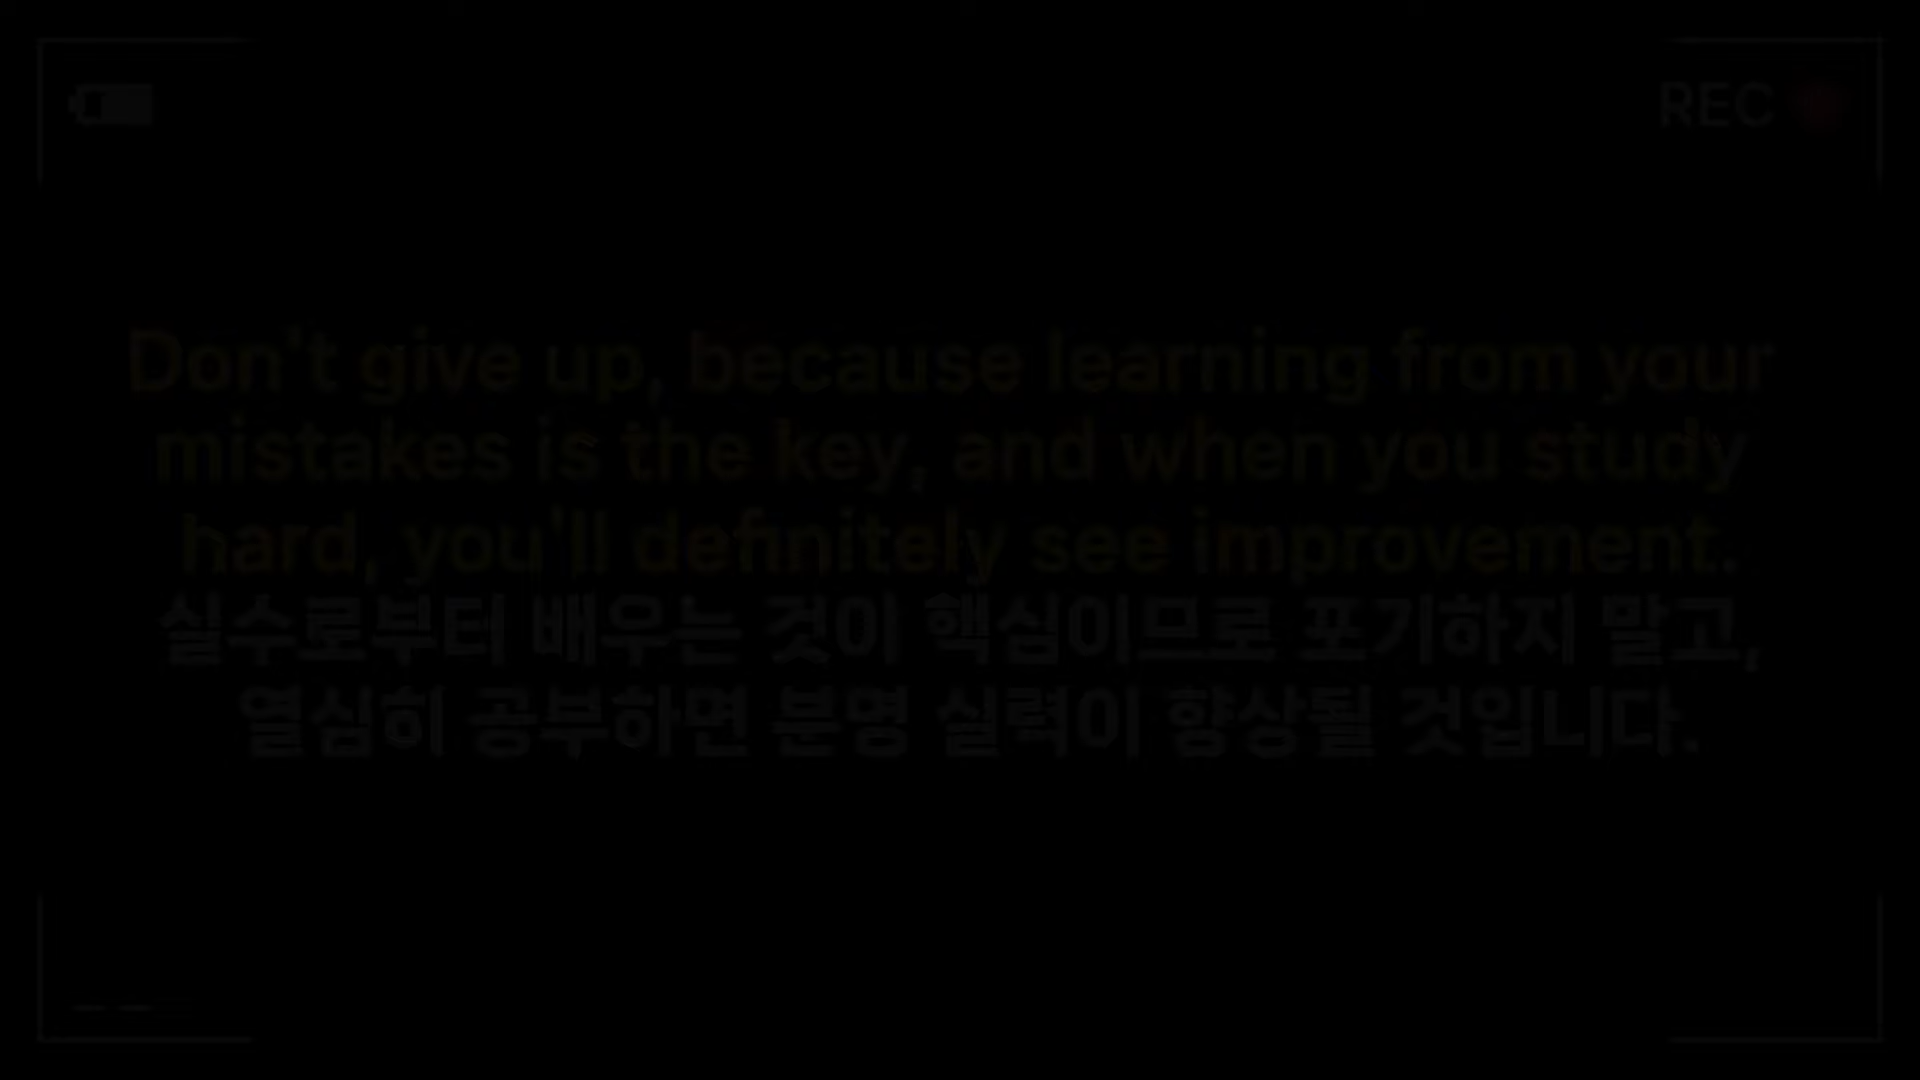 REC
Don't give up, because learning from your
mistakes is the key, and when you study
hard, you'll definitely see improvement.
실수로부터 배우는 것이 핵심이므로 포기하지 말고,
열심히 공부하면 분명 실력이 향상될 것입니다.